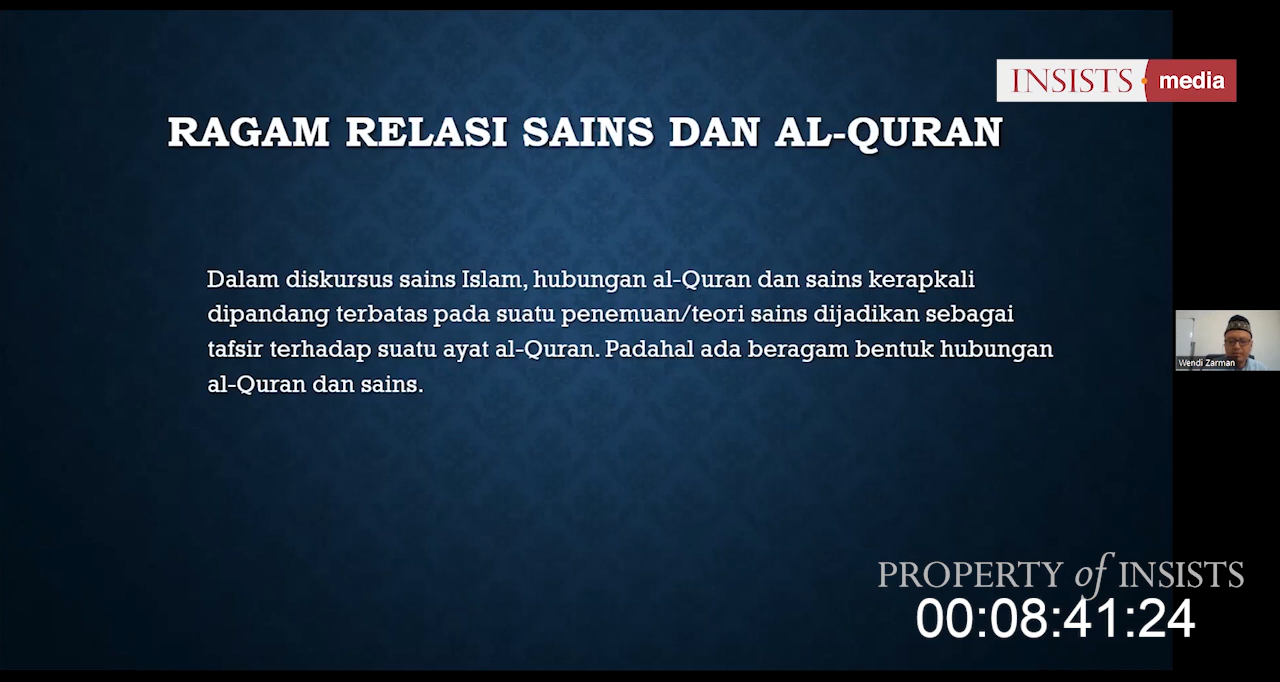 INSISTS media
RAGAM RELASI SAINS DAN AL-QURAN
Dalam diskursus sains Islam, hubungan al-Quran dan sains kerapkali
dipandang terbatas pada suatu penemuan/teori sains dijadikan sebagai
tafsir terhadap suatu ayat al-Quran. Padahal ada beragam bentuk hubungan
al-Quran dan sains.
Wendi Zarman
PROPERTY of INSISTS
00:08:41:24